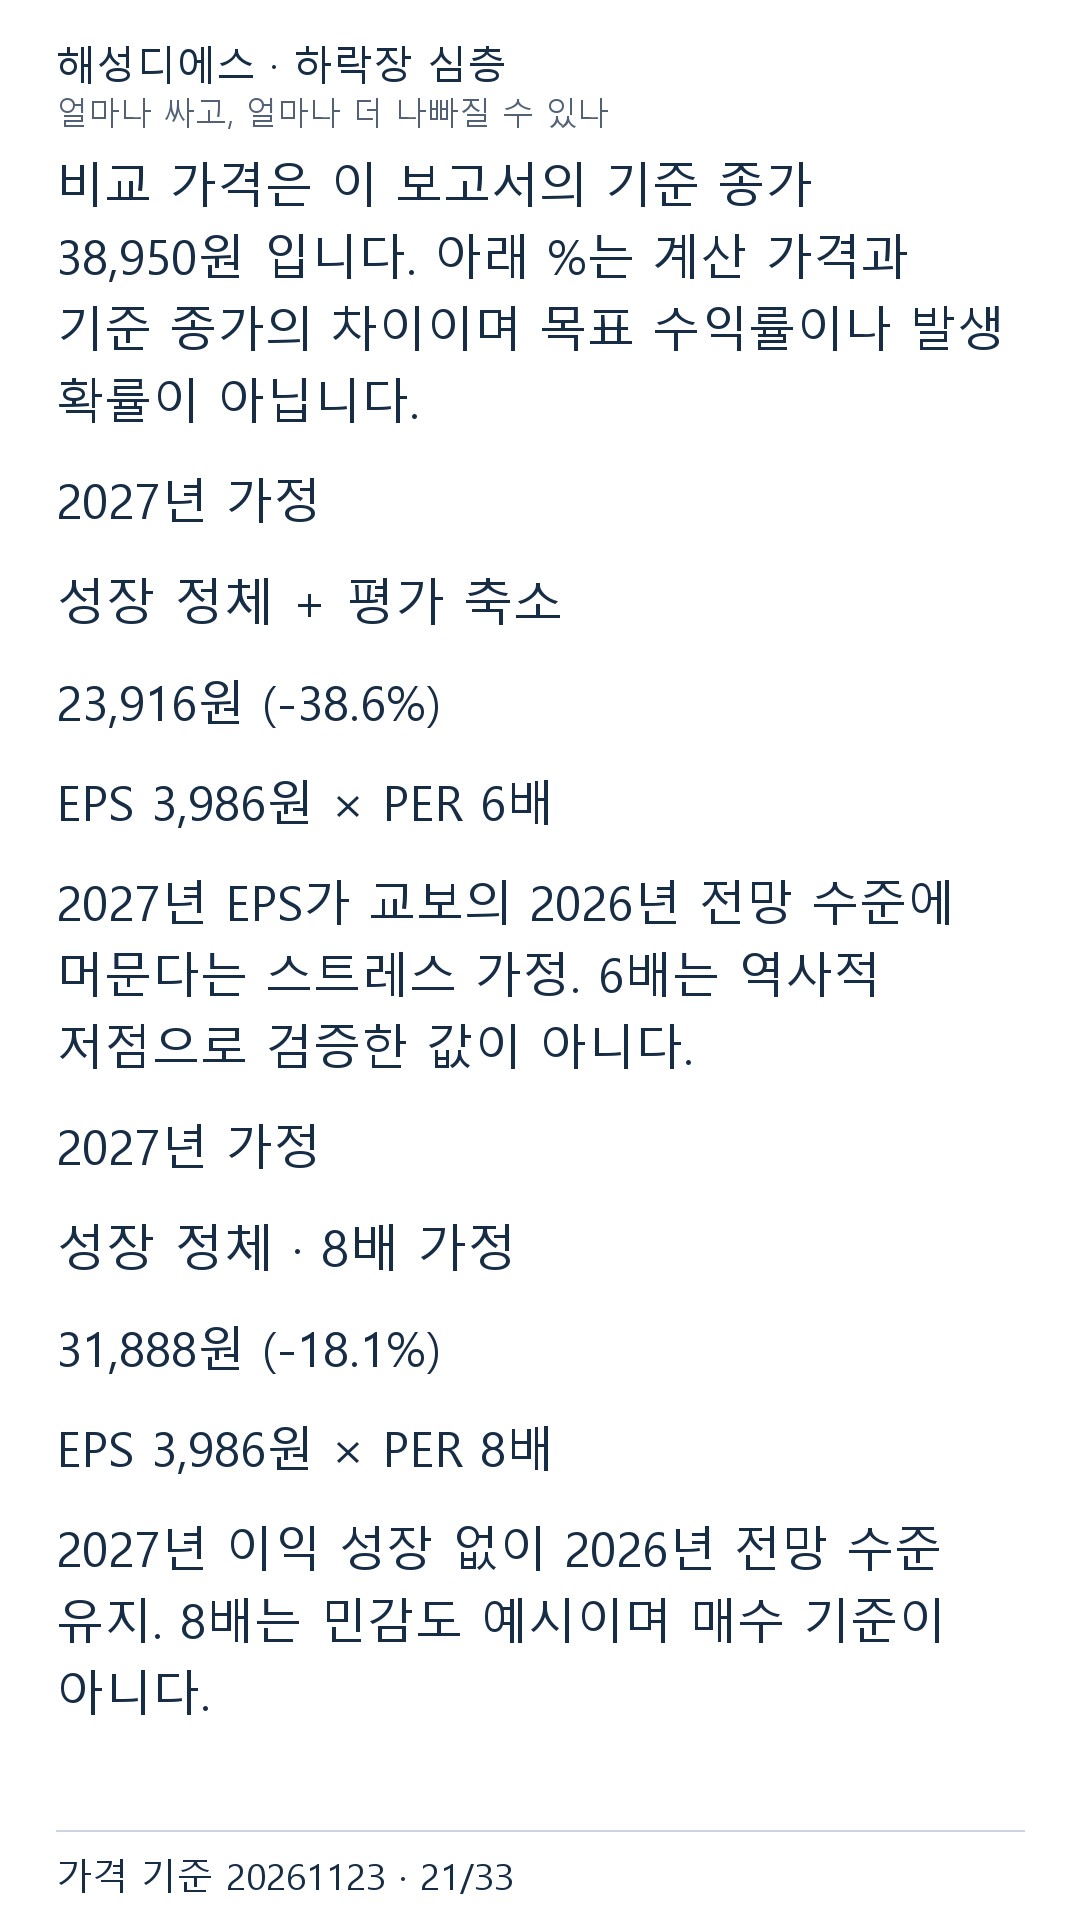 해성디에스 · 하락장 심층
얼마나 싸고, 얼마나 더 나빠질 수 있나
비교 가격은 이 보고서의 기준 종가
38,950원 입니다. 아래 %는 계산 가격과
기준 종가의 차이이며 목표 수익률이나 발생
확률이 아닙니다.
2027년 가정
성장 정체 + 평가 축소
23,916원 (-38.6%)
EPS 3,986원 × PER 6배
2027년 EPS가 교보의 2026년 전망 수준에
머문다는 스트레스 가정. 6배는 역사적
저점으로 검증한 값이 아니다.
2027년 가정
성장 정체 · 8배 가정
31,888원 (-18.1%)
EPS 3,986원 × PER 8배
2027년 이익 성장 없이 2026년 전망 수준
유지. 8배는 민감도 예시이며 매수 기준이
아니다.
가격 기준 20261123 · 21/33